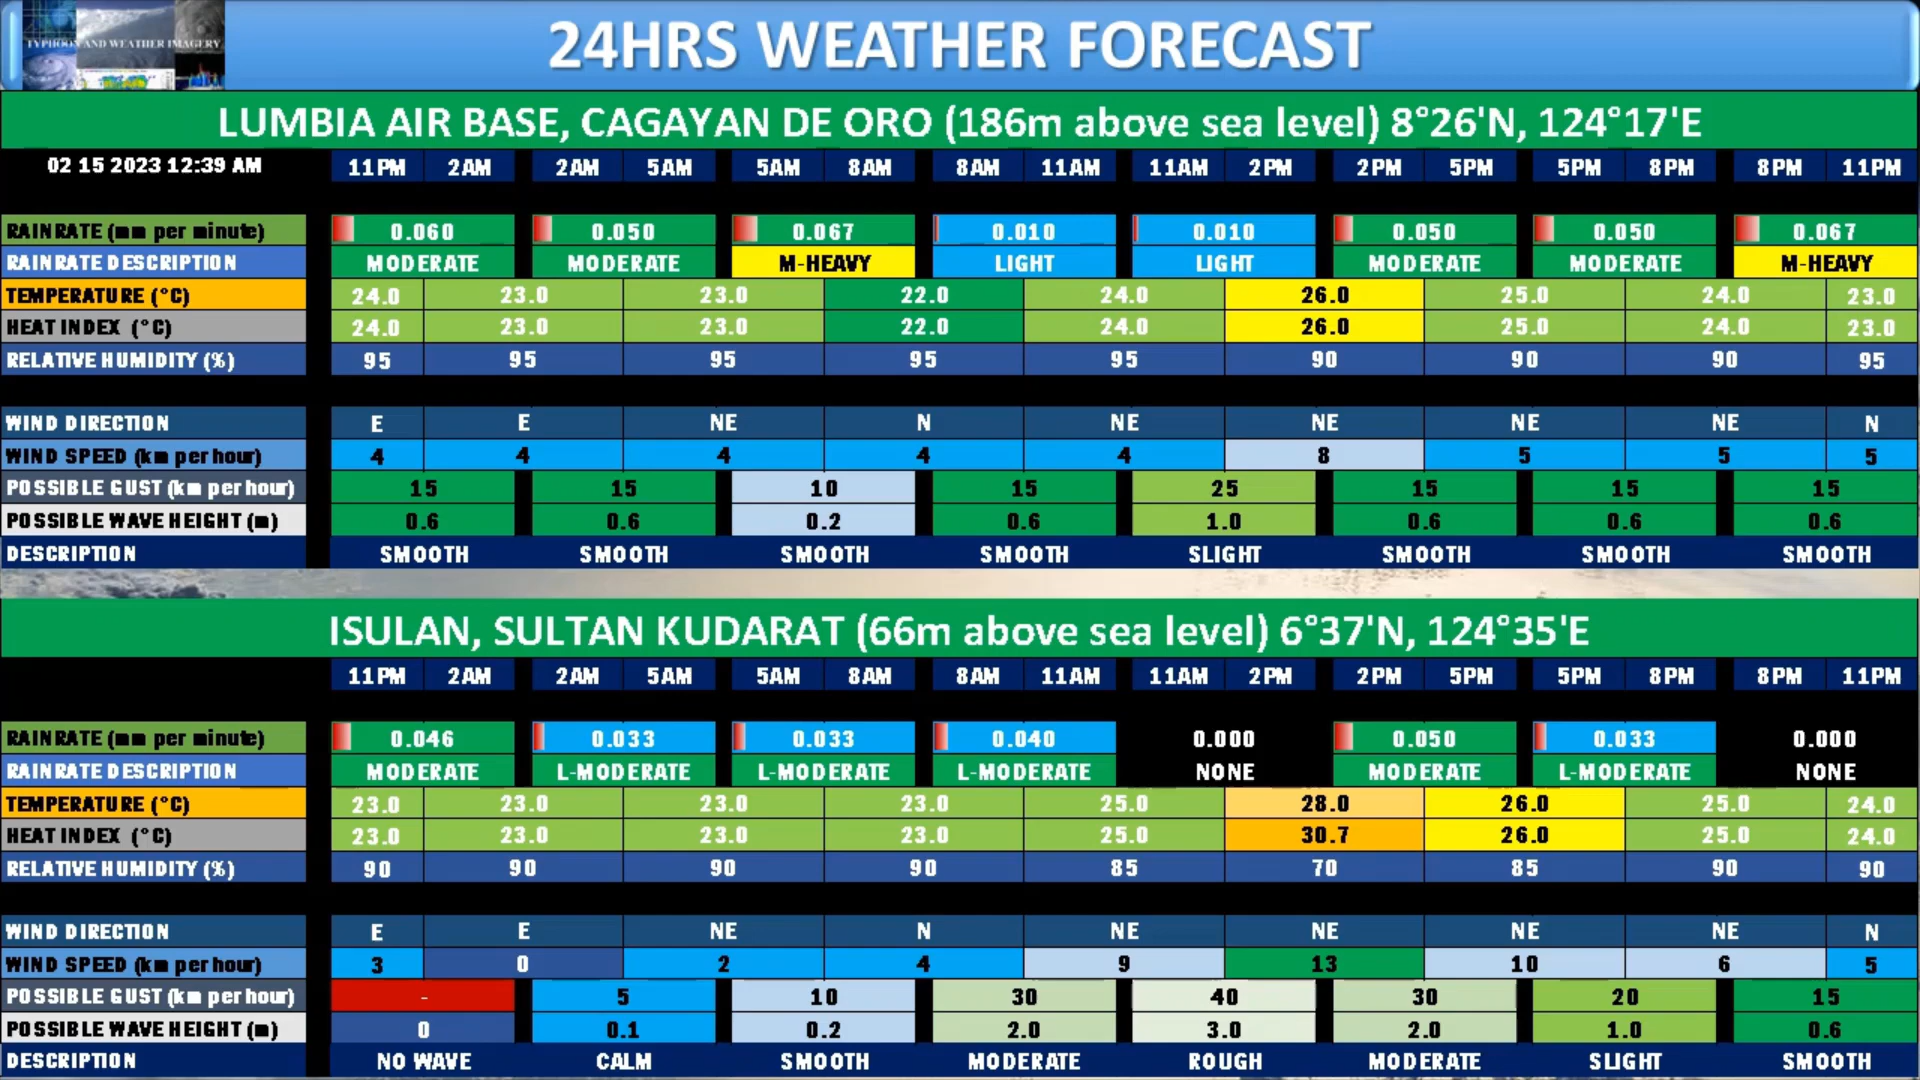 TYPHOON AND WEATHER IMAGERY
24HRS WEATHER FORECAST
LUMBIA AIR BASE, CAGAYAN DE ORO (186m above sea level) 8°26'N, 124°17'E
02 15 2023 12:39 AM 11PM 2AM 2AM 5AM 5AM 8AM 8AM 11AM 11AM 2PM 2PM 5PM 5PM 8PM 8PM 11PM
RAINRATE (mm per minute) 0.060 0.050 0.067 0.010 0.010 0.050 0.050 0.067
RAINRATE DESCRIPTION MODERATE MODERATE M-HEAVY LIGHT LIGHT MODERATE MODERATE M-HEAVY
TEMPERATURE (°C) 24.0 23.0 23.0 22.0 24.0 26.0 25.0 24.0 23.0
HEAT INDEX (°C) 24.0 23.0 23.0 22.0 24.0 26.0 25.0 24.0 23.0
RELATIVE HUMIDITY (%) 95 95 95 95 95 90 90 90 95
WIND DIRECTION E E NE N NE NE NE NE N
WIND SPEED (km per hour) 4 4 4 4 4 8 5 5 5
POSSIBLE GUST (km per hour) 15 15 10 15 25 15 15 15
POSSIBLE WAVE HEIGHT (m) 0.6 0.6 0.2 0.6 1.0 0.6 0.6 0.6
DESCRIPTION SMOOTH SMOOTH SMOOTH SMOOTH SLIGHT SMOOTH SMOOTH SMOOTH
ISULAN, SULTAN KUDARAT (66m above sea level) 6°37'N, 124°35'E
11PM 2AM 2AM 5AM 5AM 8AM 8AM 11AM 11AM 2PM 2PM 5PM 5PM 8PM 8PM 11PM
RAINRATE (mm per minute) 0.046 0.033 0.033 0.040 0.000 0.050 0.033 0.000
RAINRATE DESCRIPTION MODERATE L-MODERATE L-MODERATE L-MODERATE NONE MODERATE L-MODERATE NONE
TEMPERATURE (°C) 23.0 23.0 23.0 23.0 25.0 28.0 26.0 25.0 24.0
HEAT INDEX (°C) 23.0 23.0 23.0 23.0 25.0 30.7 26.0 25.0 24.0
RELATIVE HUMIDITY (%) 90 90 90 90 85 70 85 90 90
WIND DIRECTION E E NE N NE NE NE NE N
WIND SPEED (km per hour) 3 0 2 4 9 13 10 6 5
POSSIBLE GUST (km per hour) - 5 10 30 40 30 20 15
POSSIBLE WAVE HEIGHT (m) 0 0.1 0.2 2.0 3.0 2.0 1.0 0.6
DESCRIPTION NO WAVE CALM SMOOTH MODERATE ROUGH MODERATE SLIGHT SMOOTH